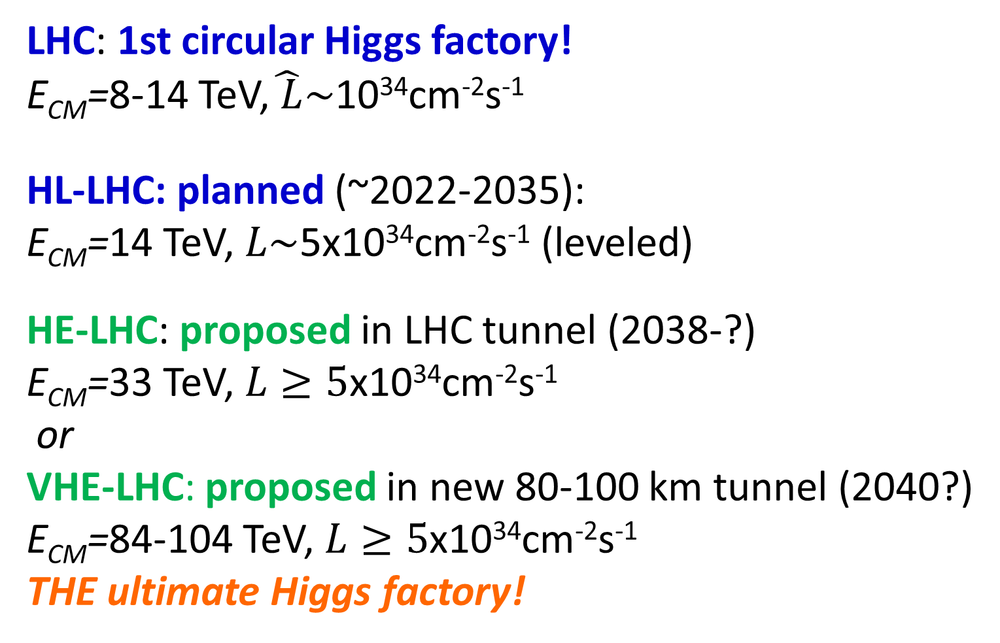 LHC: 1st circular Higgs factory!
E_CM=8-14 TeV, L̂~10^34cm^-2s^-1
HL-LHC: planned (~2022-2035):
E_CM=14 TeV, L~5x10^34cm^-2s^-1 (leveled)
HE-LHC: proposed in LHC tunnel (2038-?)
E_CM=33 TeV, L ≥ 5x10^34cm^-2s^-1
or
VHE-LHC: proposed in new 80-100 km tunnel (2040?)
E_CM=84-104 TeV, L ≥ 5x10^34cm^-2s^-1
THE ultimate Higgs factory!